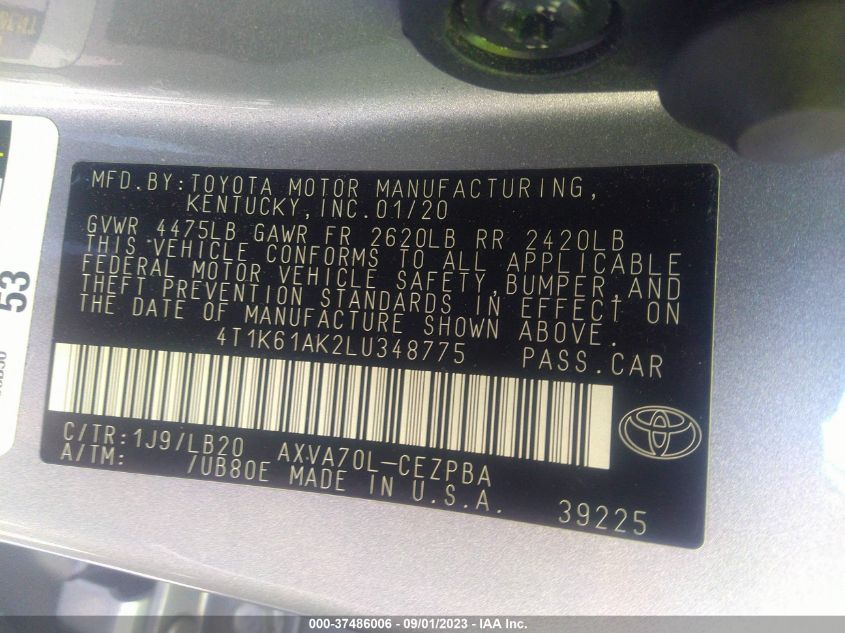 MFD.BY:TOYOTA MOTOR MANUFACTURING,
KENTUCKY,INC.01/20
GVWR 4475LB GAWR FR 2620LB RR 2420LB
THIS VEHICLE CONFORMS TO ALL APPLICABLE
FEDERAL MOTOR VEHICLE SAFETY,BUMPER,AND
THEFT PREVENTION STANDARDS IN EFFECT ON
THE DATE OF MANUFACTURE SHOWN ABOVE.
4T1K61AK2LU348775 PASS.CAR
C/TR:1J9/LB20 AXVA70L-CEZPBA
A/TM: /UB80E MADE IN U.S.A.
39225
53
000-37486006 - 09/01/2023 - IAA Inc.